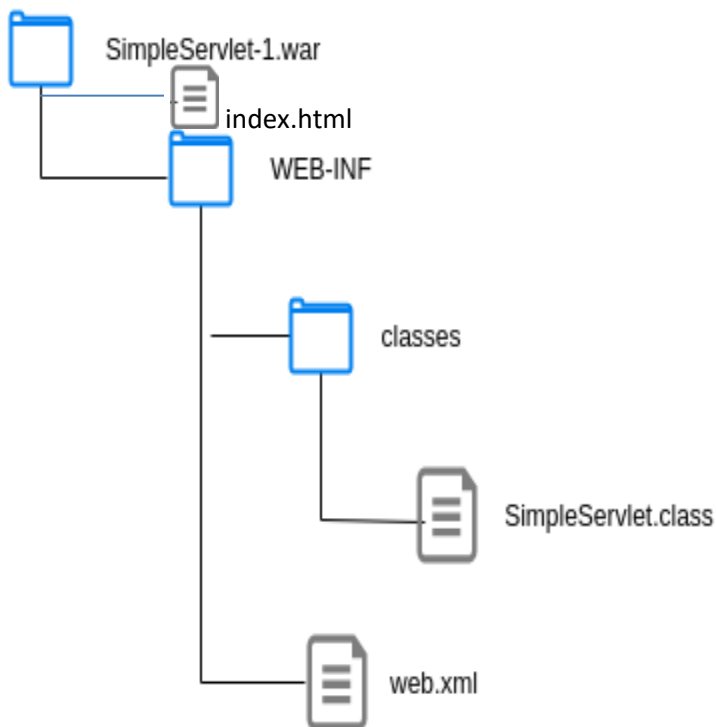 SimpleServlet-1.war
index.html
WEB-INF
classes
SimpleServlet.class
web.xml